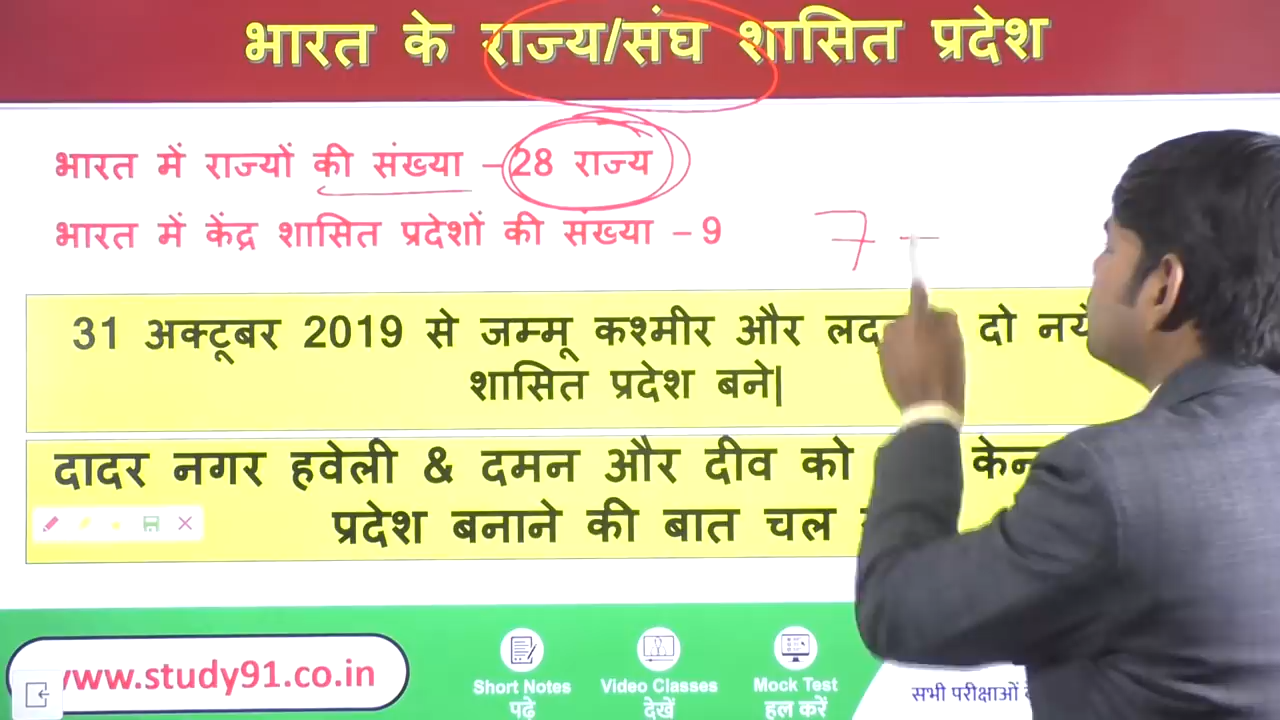 भारत के राज्य/संघ शासित प्रदेश
भारत में राज्यों की संख्या – 28 राज्य
भारत में केंद्र शासित प्रदेशों की संख्या – 9
7 –
31 अक्टूबर 2019 से जम्मू कश्मीर और दो नये
शासित प्रदेश बने|
दादर नगर हवेली & दमन और दीव को
प्रदेश बनाने की बात चल
www.study91.co.in
Short Notes
पढ़े
Video Classes
देखें
Mock Test
हल करें
सभी परीक्षाओं